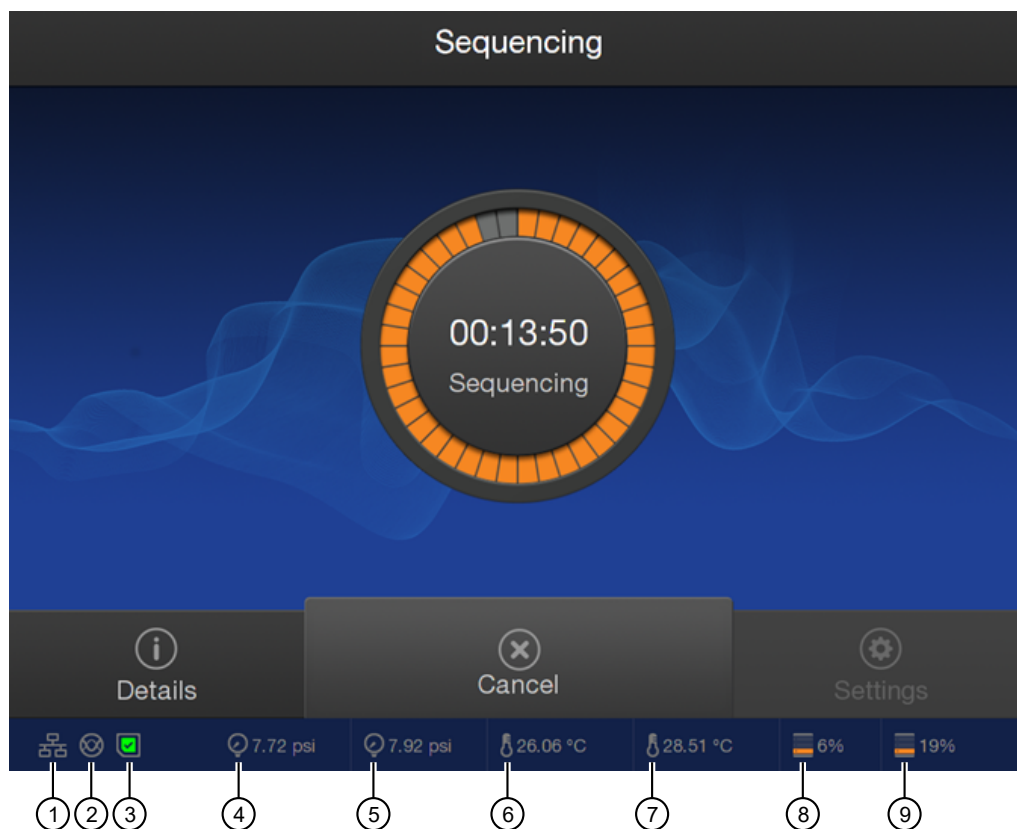 Sequencing
00:13:50
Sequencing
Details
Cancel
Settings
7.72 psi
7.92 psi
26.06 °C
28.51 °C
6%
19%
1
2
3
4
5
6
7
8
9